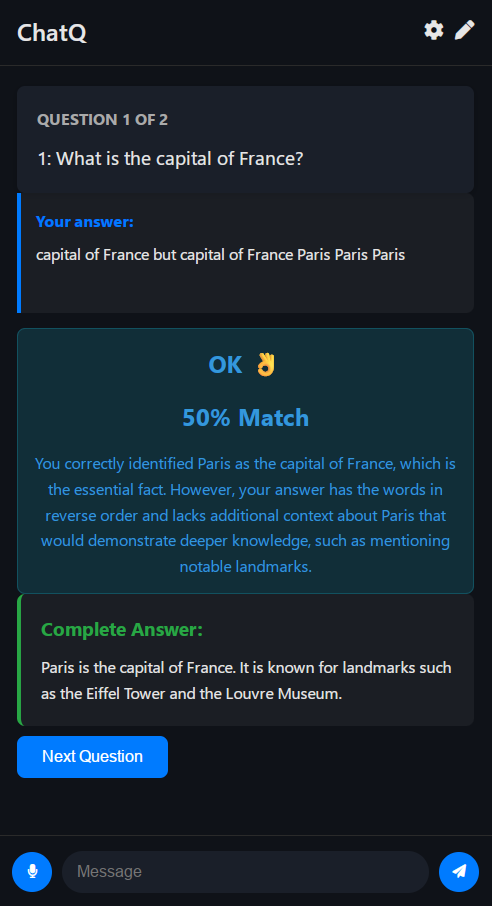 ChatQ
QUESTION 1 OF 2
1: What is the capital of France?
Your answer:
capital of France but capital of France Paris Paris Paris
OK 👌
50% Match
You correctly identified Paris as the capital of France, which is
the essential fact. However, your answer has the words in
reverse order and lacks additional context about Paris that
would demonstrate deeper knowledge, such as mentioning
notable landmarks.
Complete Answer:
Paris is the capital of France. It is known for landmarks such
as the Eiffel Tower and the Louvre Museum.
Next Question
Message